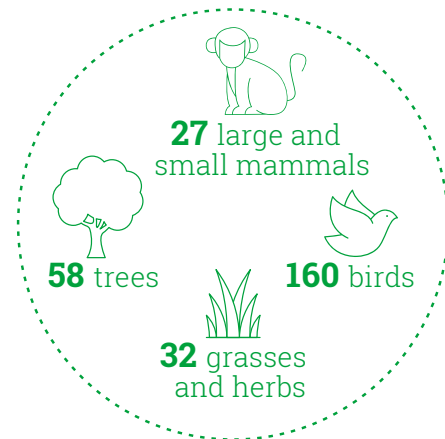 27 large and
small mammals
58 trees
160 birds
32 grasses
and herbs